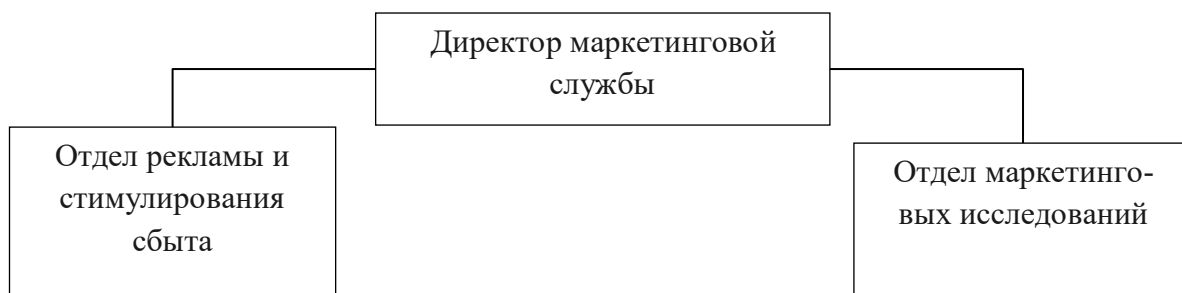 Директор маркетинговой
службы
Отдел рекламы и
стимулирования
сбыта
Отдел маркетинго-
вых исследований